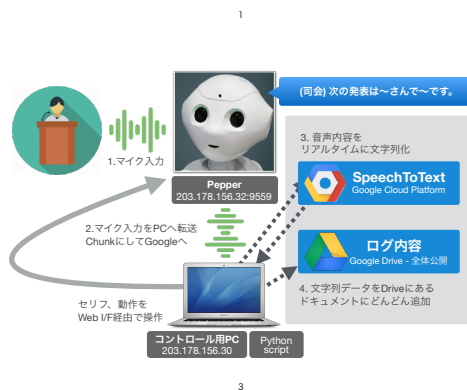 1
(司会) 次の発表は〜さんで〜です。
1.マイク入力
Pepper
203.178.156.32:9559
2.マイク入力をPCへ転送
ChunkにしてGoogleへ
3. 音声内容を
リアルタイムに文字列化
SpeechToText
Google Cloud Platform
ログ内容
Google Drive - 全体公開
4. 文字列データをDriveにある
ドキュメントにどんどん追加
セリフ、動作を
Web I/F経由で操作
コントロール用PC
203.178.156.30
Python
script
3